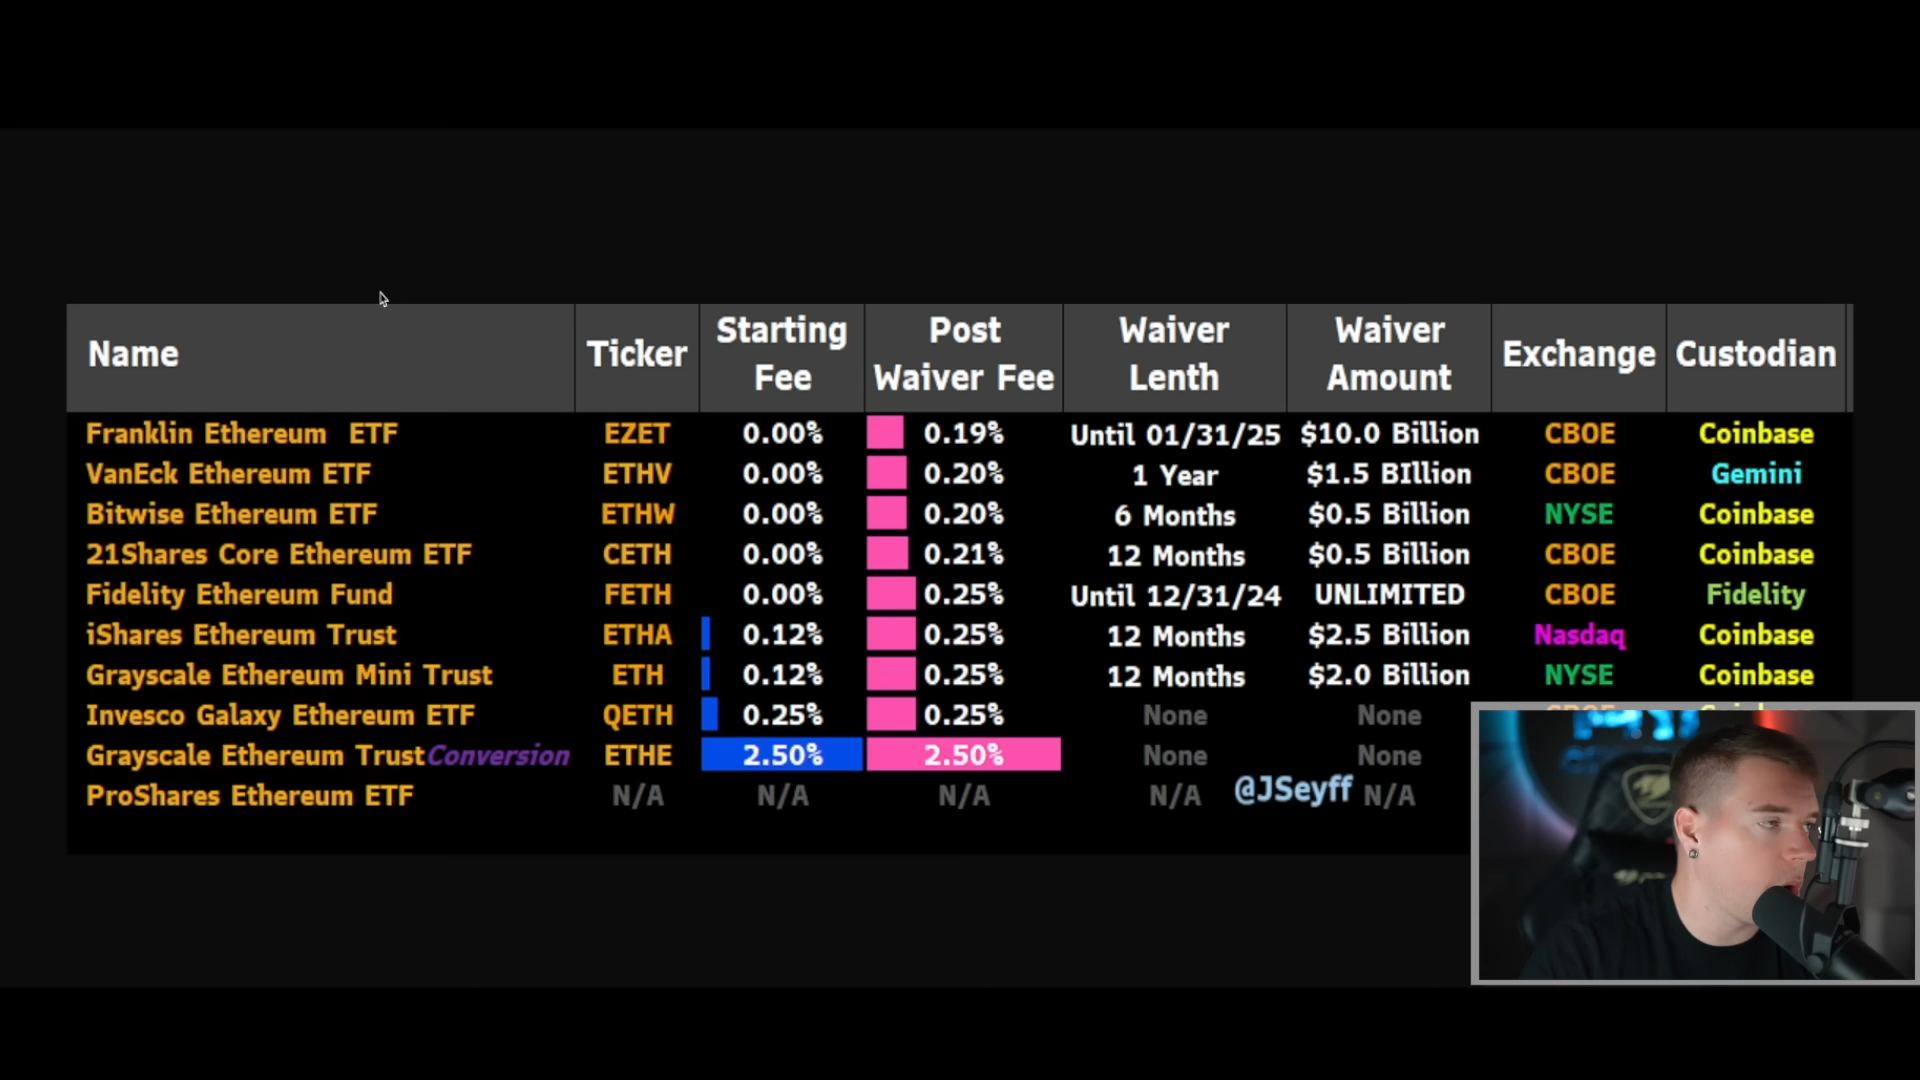 Name Ticker Starting Fee Post Waiver Fee Waiver Lenth Waiver Amount Exchange Custodian
Franklin Ethereum ETF EZET 0.00% 0.19% Until 01/31/25 $10.0 Billion CBOE Coinbase
VanEck Ethereum ETF ETHV 0.00% 0.20% 1 Year $1.5 BIllion CBOE Gemini
Bitwise Ethereum ETF ETHW 0.00% 0.20% 6 Months $0.5 Billion NYSE Coinbase
21Shares Core Ethereum ETF CETH 0.00% 0.21% 12 Months $0.5 Billion CBOE Coinbase
Fidelity Ethereum Fund FETH 0.00% 0.25% Until 12/31/24 UNLIMITED CBOE Fidelity
iShares Ethereum Trust ETHA 0.12% 0.25% 12 Months $2.5 Billion Nasdaq Coinbase
Grayscale Ethereum Mini Trust ETH 0.12% 0.25% 12 Months $2.0 Billion NYSE Coinbase
Invesco Galaxy Ethereum ETF QETH 0.25% 0.25% None None
Grayscale Ethereum Trust Conversion ETHE 2.50% 2.50% None None
ProShares Ethereum ETF N/A N/A N/A N/A @JSeyff N/A